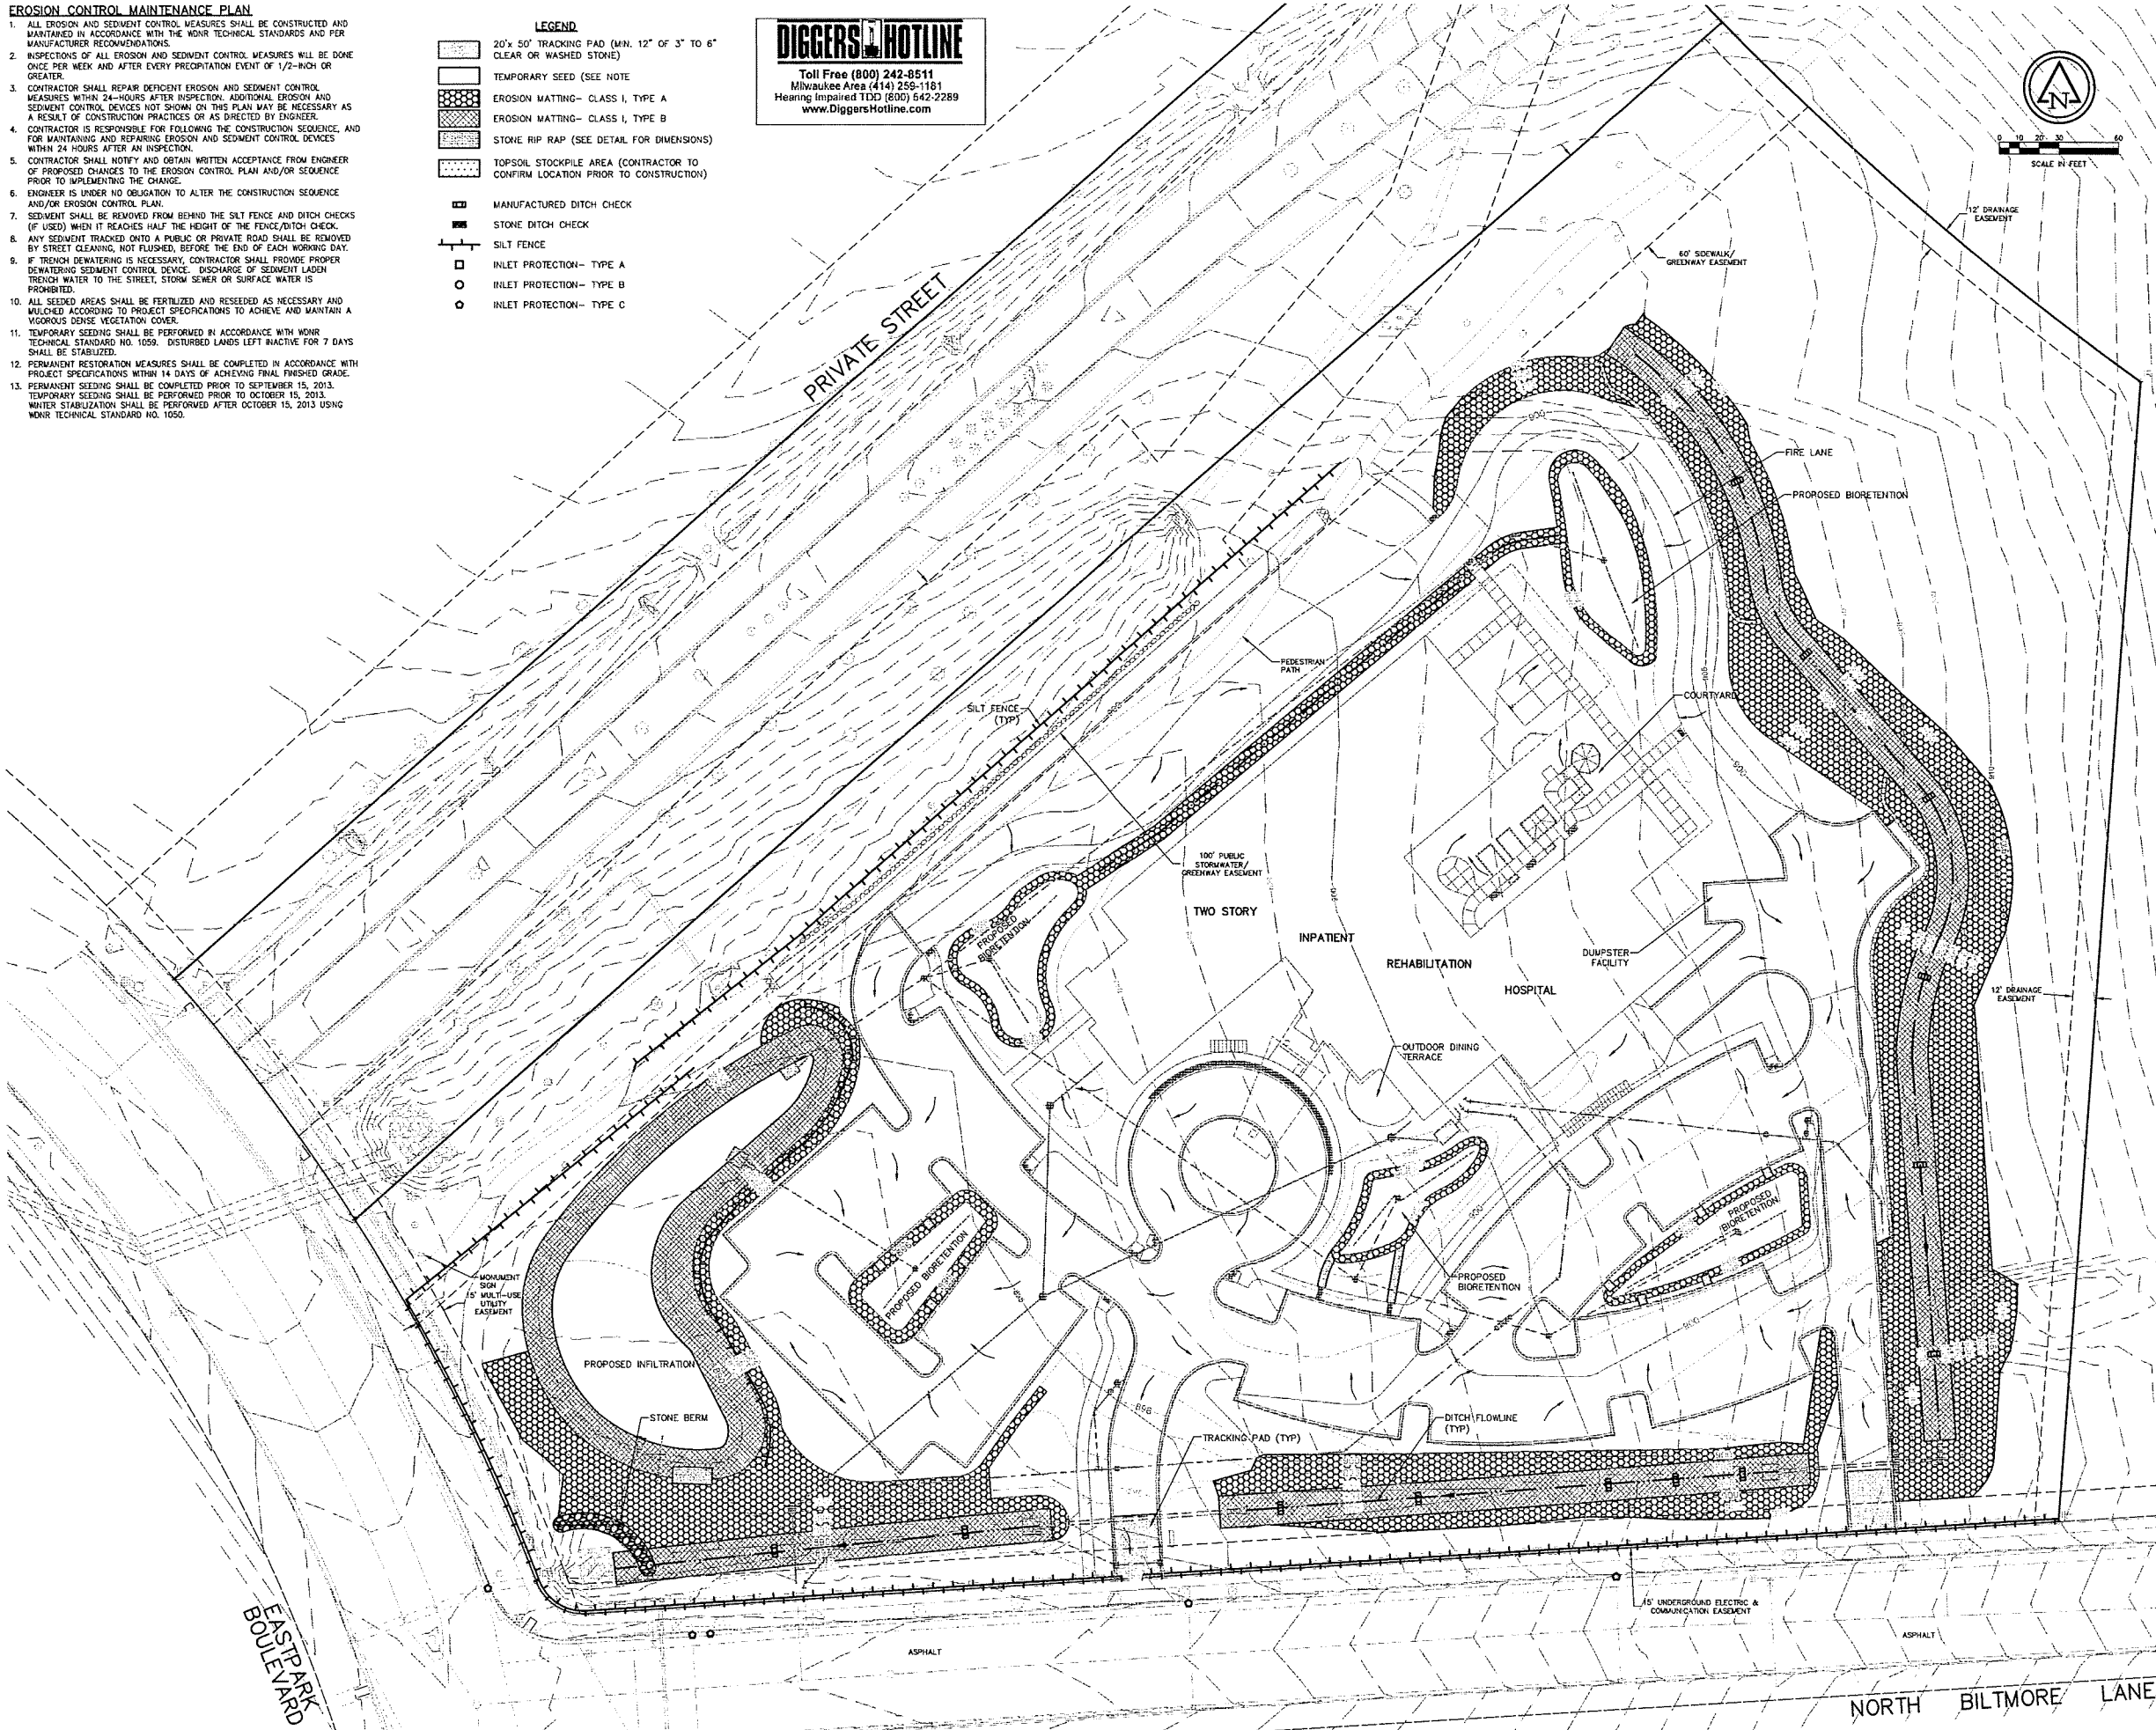 EROSION CONTROL MAINTENANCE PLAN
1. ALL EROSION AND SEDIMENT CONTROL MEASURES SHALL BE CONSTRUCTED AND
MAINTAINED IN ACCORDANCE WITH THE WDNR TECHNICAL STANDARDS AND PER
MANUFACTURER RECOMMENDATIONS.
2. INSPECTIONS OF ALL EROSION AND SEDIMENT CONTROL MEASURES WILL BE DONE
ONCE PER WEEK AND AFTER EVERY PRECIPITATION EVENT OF 1/2-INCH OR
GREATER.
3. CONTRACTOR SHALL REPAIR DEFICIENT EROSION AND SEDIMENT CONTROL
MEASURES WITHIN 24-HOURS AFTER INSPECTION. ADDITIONAL EROSION AND
SEDIMENT CONTROL DEVICES NOT SHOWN ON THIS PLAN MAY BE NECESSARY AS
A RESULT OF CONSTRUCTION PRACTICES OR AS DIRECTED BY ENGINEER.
4. CONTRACTOR IS RESPONSIBLE FOR FOLLOWING THE CONSTRUCTION SEQUENCE, AND
FOR MAINTAINING AND REPAIRING EROSION AND SEDIMENT CONTROL DEVICES
WITHIN 24 HOURS AFTER AN INSPECTION.
5. CONTRACTOR SHALL NOTIFY AND OBTAIN WRITTEN ACCEPTANCE FROM ENGINEER
OF PROPOSED CHANGES TO THE EROSION CONTROL PLAN AND/OR SEQUENCE
PRIOR TO IMPLEMENTING THE CHANGE.
6. ENGINEER IS UNDER NO OBLIGATION TO ALTER THE CONSTRUCTION SEQUENCE
AND/OR EROSION CONTROL PLAN.
7. SEDIMENT SHALL BE REMOVED FROM BEHIND THE SILT FENCE AND DITCH CHECKS
(IF USED) WHEN IT REACHES HALF THE HEIGHT OF THE FENCE/DITCH CHECK.
8. ANY SEDIMENT TRACKED ONTO A PUBLIC OR PRIVATE ROAD SHALL BE REMOVED
BY STREET CLEANING, NOT FLUSHED, BEFORE THE END OF EACH WORKING DAY.
9. IF TRENCH DEWATERING IS NECESSARY, CONTRACTOR SHALL PROVIDE PROPER
DEWATERING SEDIMENT CONTROL DEVICE. DISCHARGE OF SEDIMENT LADEN
TRENCH WATER TO THE STREET, STORM SEWER OR SURFACE WATER IS
PROHIBITED.
10. ALL SEEDED AREAS SHALL BE FERTILIZED AND RESEEDED AS NECESSARY AND
MULCHED ACCORDING TO PROJECT SPECIFICATIONS TO ACHIEVE AND MAINTAIN A
VIGOROUS DENSE VEGETATION COVER.
11. TEMPORARY SEEDING SHALL BE PERFORMED IN ACCORDANCE WITH WDNR
TECHNICAL STANDARD NO. 1059. DISTURBED LANDS LEFT INACTIVE FOR 7 DAYS
SHALL BE STABILIZED.
12. PERMANENT RESTORATION MEASURES SHALL BE COMPLETED IN ACCORDANCE WITH
PROJECT SPECIFICATIONS WITHIN 14 DAYS OF ACHIEVING FINAL FINISHED GRADE.
13. PERMANENT SEEDING SHALL BE COMPLETED PRIOR TO SEPTEMBER 15, 2013.
TEMPORARY SEEDING SHALL BE PERFORMED PRIOR TO OCTOBER 15, 2013.
WINTER STABILIZATION SHALL BE PERFORMED AFTER OCTOBER 15, 2013 USING
WDNR TECHNICAL STANDARD NO. 1050.
LEGEND
20'x 50' TRACKING PAD (MIN. 12" OF 3" TO 6"
CLEAR OR WASHED STONE)
TEMPORARY SEED (SEE NOTE
EROSION MATTING- CLASS I, TYPE A
EROSION MATTING- CLASS I, TYPE B
STONE RIP RAP (SEE DETAIL FOR DIMENSIONS)
TOPSOIL STOCKPILE AREA (CONTRACTOR TO
CONFIRM LOCATION PRIOR TO CONSTRUCTION)
MANUFACTURED DITCH CHECK
STONE DITCH CHECK
SILT FENCE
INLET PROTECTION- TYPE A
INLET PROTECTION- TYPE B
INLET PROTECTION- TYPE C
DIGGERS HOTLINE
Toll Free (800) 242-8511
Milwaukee Area (414) 259-1181
Hearing Impaired TDD (800) 542-2289
www.DiggersHotline.com
N
0 10 20 30 60
SCALE IN FEET
12' DRAINAGE
EASEMENT
60' SIDEWALK/
GREENWAY EASEMENT
PRIVATE STREET
900
FIRE LANE
PROPOSED BIORETENTION
PEDESTRIAN
PATH
COURTYARD
SILT FENCE
(TYP)
100' PUBLIC
STORMWATER/
GREENWAY EASEMENT
TWO STORY
INPATIENT
REHABILITATION
HOSPITAL
PROPOSED
BIORETENTION
DUMPSTER
FACILITY
12' DRAINAGE
EASEMENT
OUTDOOR DINING
TERRACE
PROPOSED
BIORETENTION
PROPOSED BIORETENTION
PROPOSED
BIORETENTION
MONUMENT
SIGN
15' MULTI-USE
UTILITY
EASEMENT
PROPOSED INFILTRATION
STONE BERM
898
900
TRACKING PAD (TYP)
DITCH FLOWLINE
(TYP)
15' UNDERGROUND ELECTRIC &
COMMUNICATION EASEMENT
ASPHALT
ASPHALT
EASTPARK
BOULEVARD
NORTH BILTMORE LANE